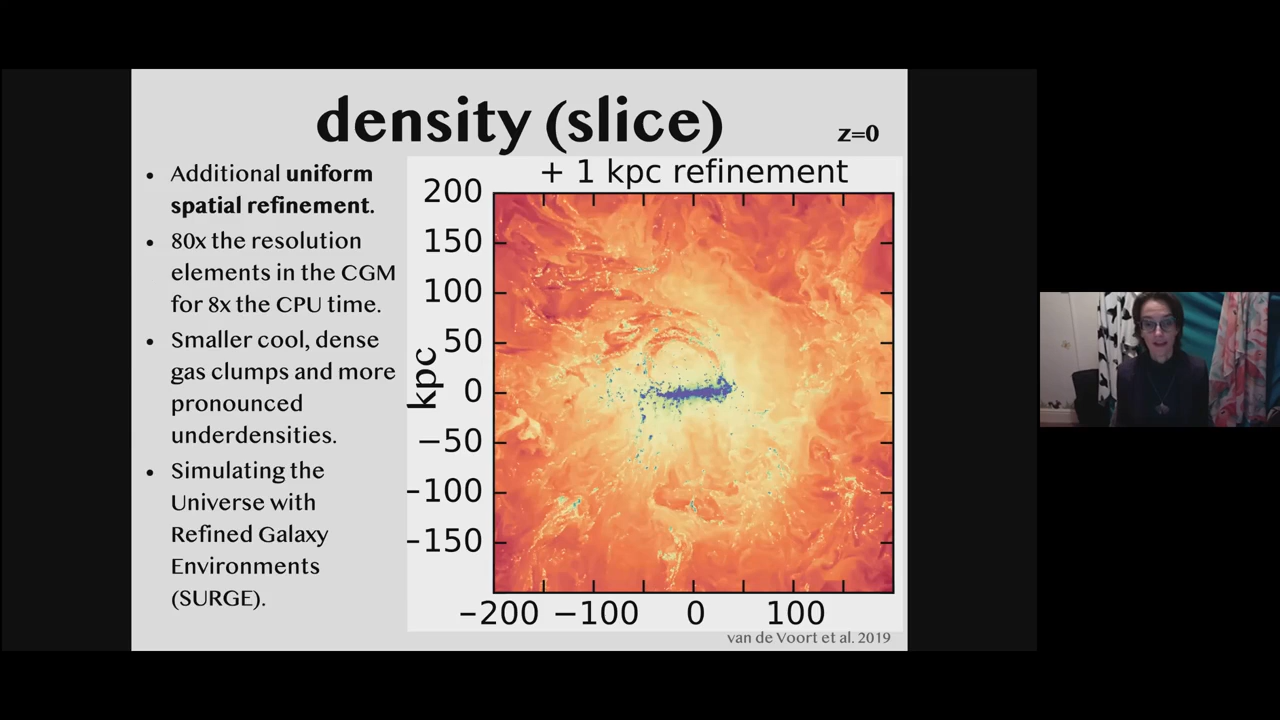 density (slice)
z=0
• Additional uniform
spatial refinement.
• 80x the resolution
elements in the CGM
for 8x the CPU time.
• Smaller cool, dense
gas clumps and more
pronounced
underdensities.
• Simulating the
Universe with
Refined Galaxy
Environments
(SURGE).
+ 1 kpc refinement
200
150
100
50
0
−50
−100
−150
kpc
−200 −100 0 100
van de Voort et al. 2019